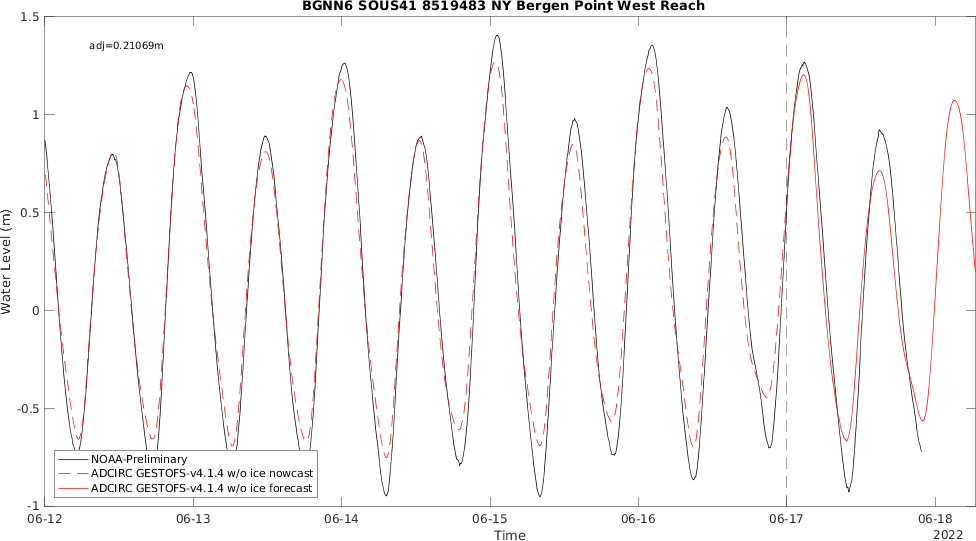 BGNN6 SOUS41 8519483 NY Bergen Point West Reach
1.5
adj=0.21069m
1
0.5
Water Level (m)
0
-0.5
NOAA-Preliminary
ADCIRC GESTOFS-v4.1.4 w/o ice nowcast
ADCIRC GESTOFS-v4.1.4 w/o ice forecast
-1
06-12 06-13 06-14 06-15 06-16 06-17 06-18
Time 2022